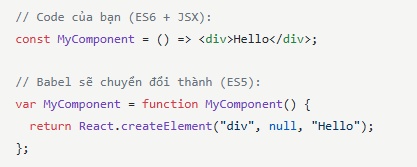 // Code của bạn (ES6 + JSX):
const MyComponent = () => <div>Hello</div>;
// Babel sẽ chuyển đổi thành (ES5):
var MyComponent = function MyComponent() {
  return React.createElement("div", null, "Hello");
};